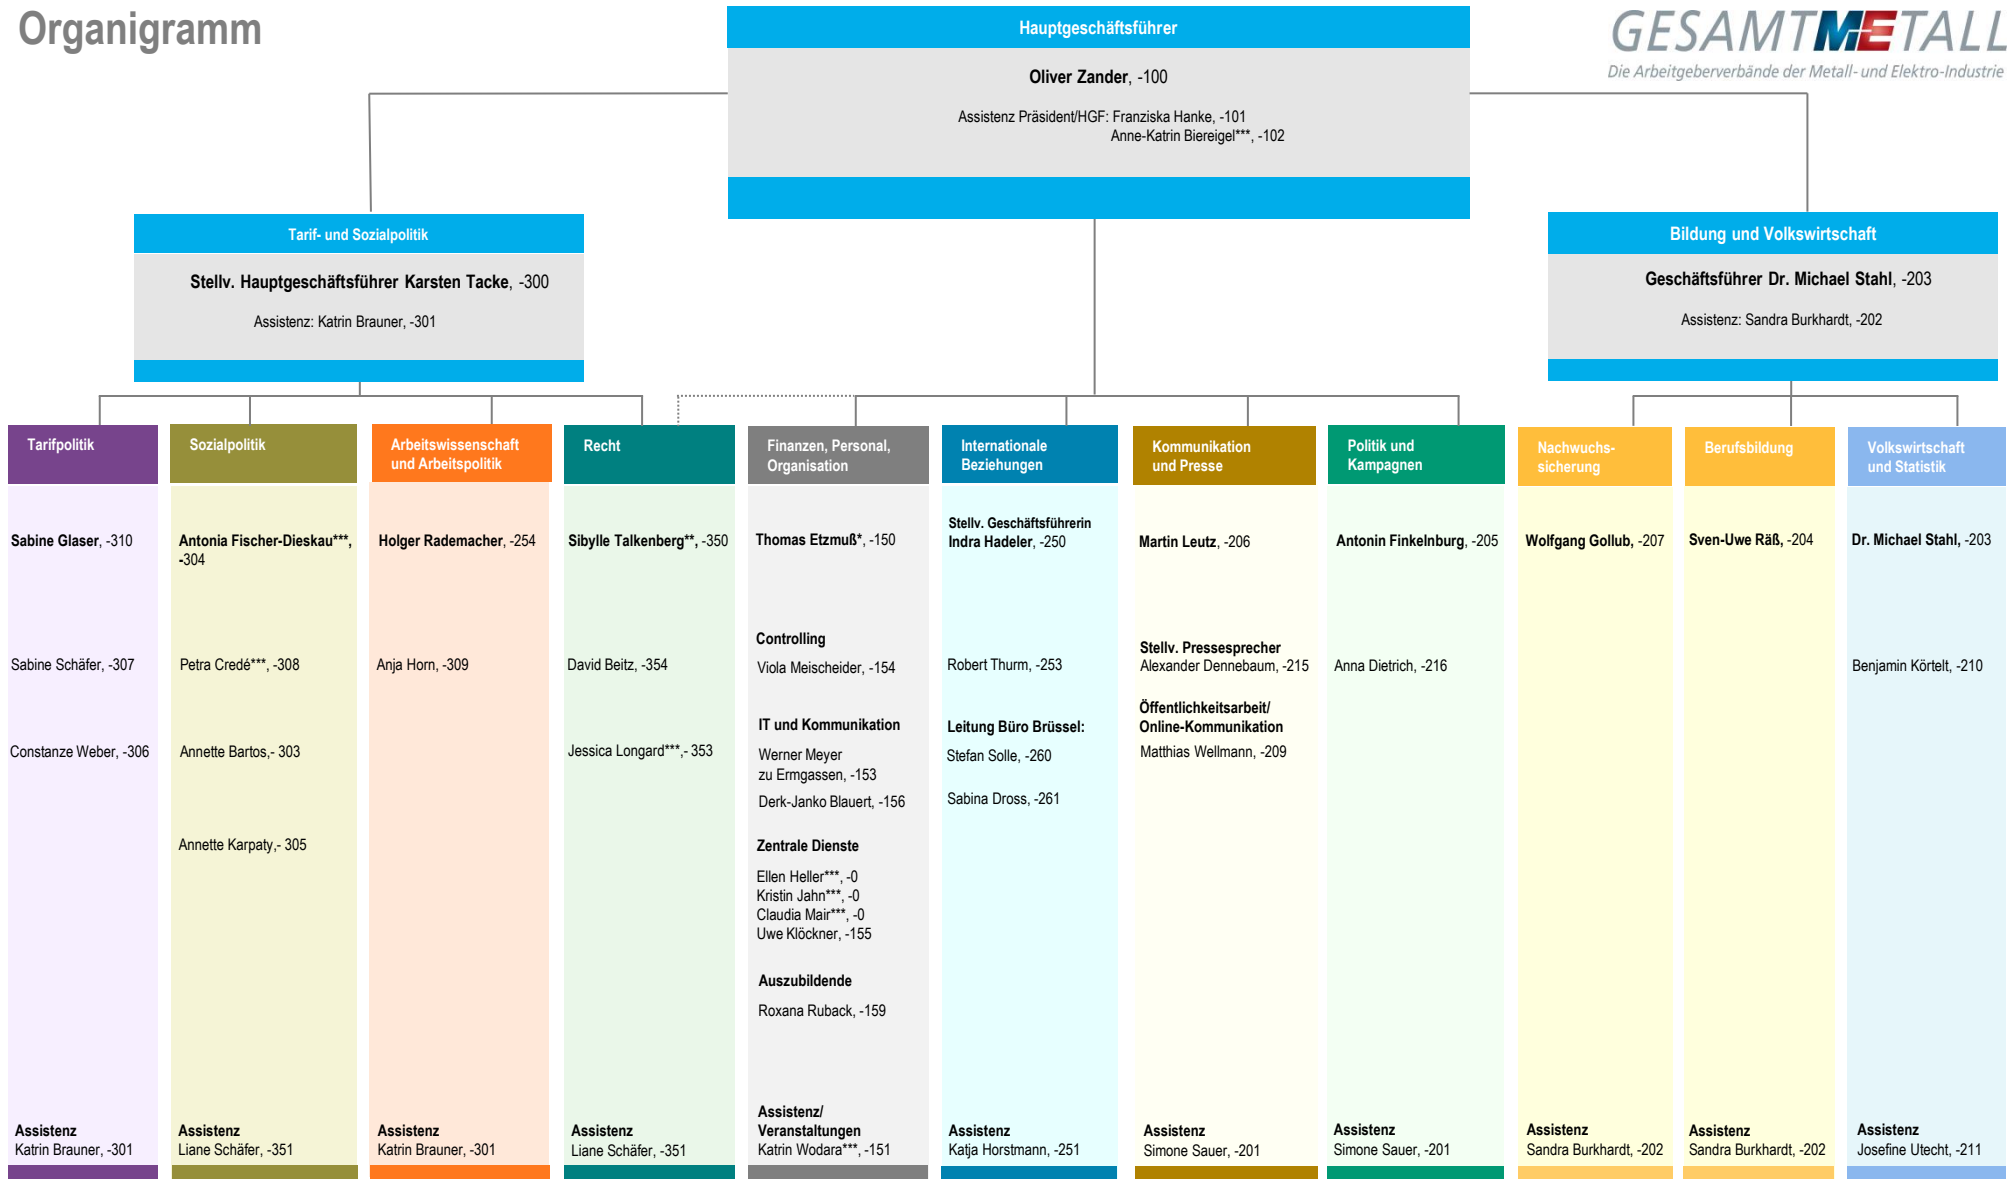 Organigramm
Hauptgeschäftsführer
Oliver Zander, -100
Assistenz Präsident/HGF: Franziska Hanke, -101
Anne-Katrin Biereigel***, -102
GESAMTMETALL
Die Arbeitgeberverbände der Metall- und Elektro-Industrie
Tarif- und Sozialpolitik
Stellv. Hauptgeschäftsführer Karsten Tacke, -300
Assistenz: Katrin Brauner, -301
Bildung und Volkswirtschaft
Geschäftsführer Dr. Michael Stahl, -203
Assistenz: Sandra Burkhardt, -202
Tarifpolitik
Sabine Glaser, -310
Sabine Schäfer, -307
Constanze Weber, -306
Assistenz
Katrin Brauner, -301
Sozialpolitik
Antonia Fischer-Dieskau***,
-304
Petra Credé***, -308
Annette Bartos,- 303
Annette Karpaty,- 305
Assistenz
Liane Schäfer, -351
Arbeitswissenschaft
und Arbeitspolitik
Holger Rademacher, -254
Anja Horn, -309
Assistenz
Katrin Brauner, -301
Recht
Sibylle Talkenberg**, -350
David Beitz, -354
Jessica Longard***,- 353
Assistenz
Liane Schäfer, -351
Finanzen, Personal,
Organisation
Thomas Etzmuß*, -150
Controlling
Viola Meischeider, -154
IT und Kommunikation
Werner Meyer
zu Ermgassen, -153
Derk-Janko Blauert, -156
Zentrale Dienste
Ellen Heller***, -0
Kristin Jahn***, -0
Claudia Mair***, -0
Uwe Klöckner, -155
Auszubildende
Roxana Ruback, -159
Assistenz/
Veranstaltungen
Katrin Wodara***, -151
Internationale
Beziehungen
Stellv. Geschäftsführerin
Indra Hadeler, -250
Robert Thurm, -253
Leitung Büro Brüssel:
Stefan Solle, -260
Sabina Dross, -261
Assistenz
Katja Horstmann, -251
Kommunikation
und Presse
Martin Leutz, -206
Stellv. Pressesprecher
Alexander Dennebaum, -215
Öffentlichkeitsarbeit/
Online-Kommunikation
Matthias Wellmann, -209
Assistenz
Simone Sauer, -201
Politik und
Kampagnen
Antonin Finkelnburg, -205
Anna Dietrich, -216
Assistenz
Simone Sauer, -201
Nachwuchs-
sicherung
Wolfgang Gollub, -207
Assistenz
Sandra Burkhardt, -202
Berufsbildung
Sven-Uwe Räß, -204
Assistenz
Sandra Burkhardt, -202
Volkswirtschaft
und Statistik
Dr. Michael Stahl, -203
Benjamin Körtelt, -210
Assistenz
Josefine Utecht, -211